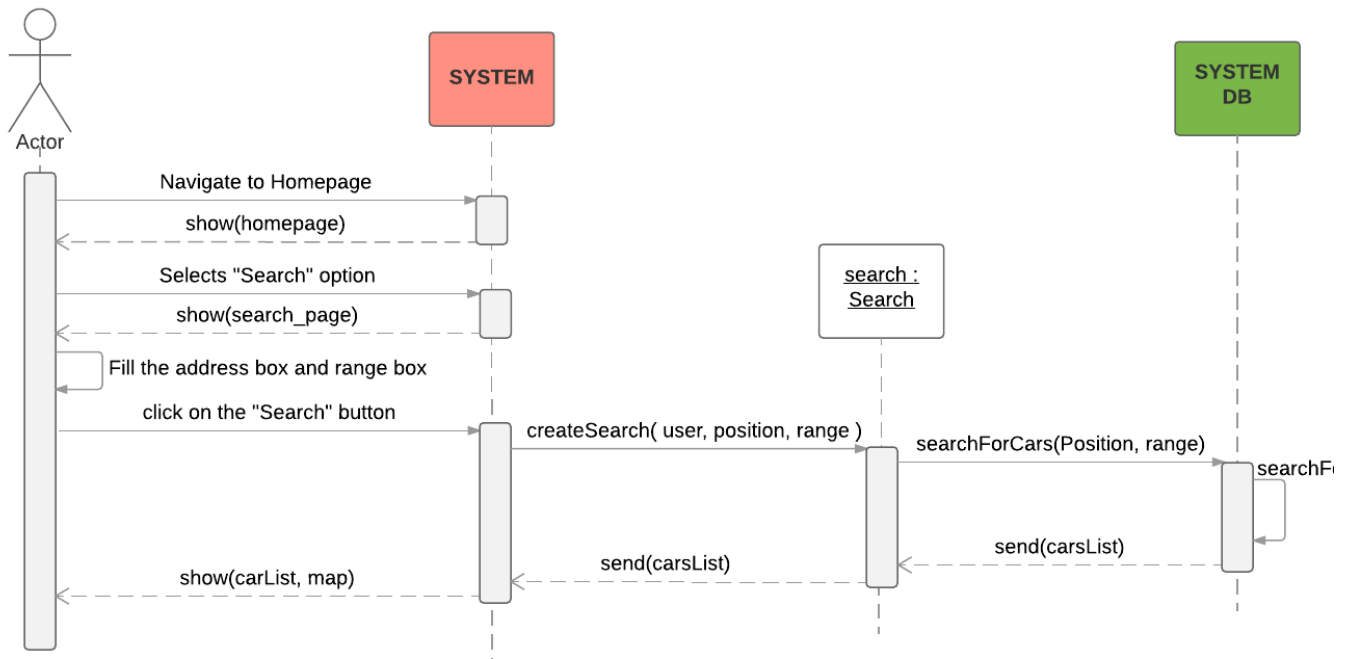 SYSTEM
SYSTEM
DB
Actor
Navigate to Homepage
show(homepage)
Selects "Search" option
search :
Search
show(search_page)
Fill the address box and range box
click on the "Search" button
createSearch( user, position, range )
searchForCars(Position, range)
send(carsList)
send(carsList)
show(carList, map)